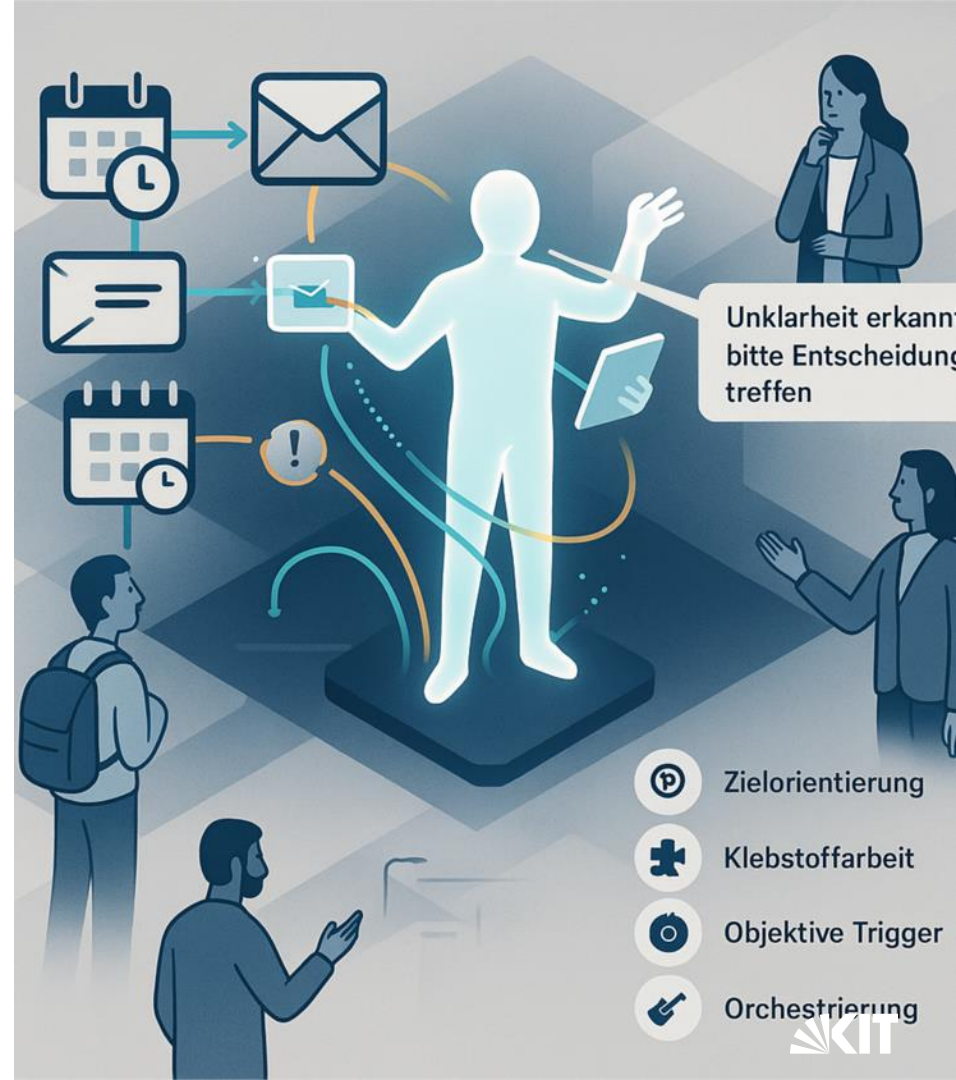 Unklarheit erkannt
bitte Entscheidung
treffen
Zielorientierung
Klebstoffarbeit
Objektive Trigger
Orchestrierung
KIT